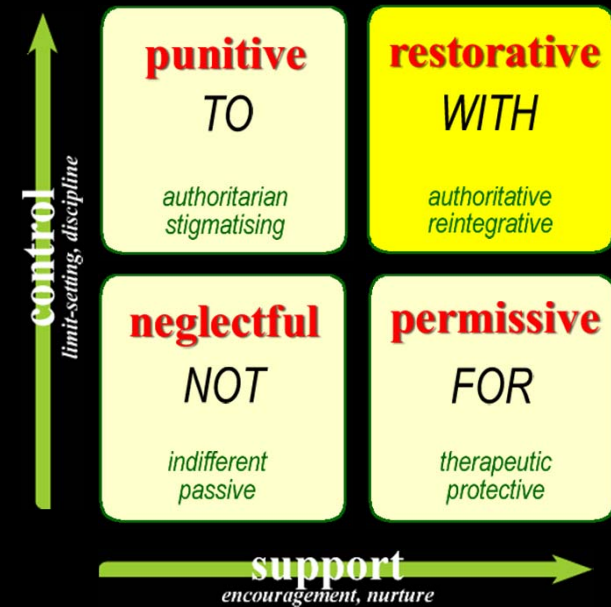 punitive
TO
authoritarian
stigmatising
restorative
WITH
authoritative
reintegrative
control
limit-setting, discipline
neglectful
NOT
indifferent
passive
permissive
FOR
therapeutic
protective
support
encouragement, nurture